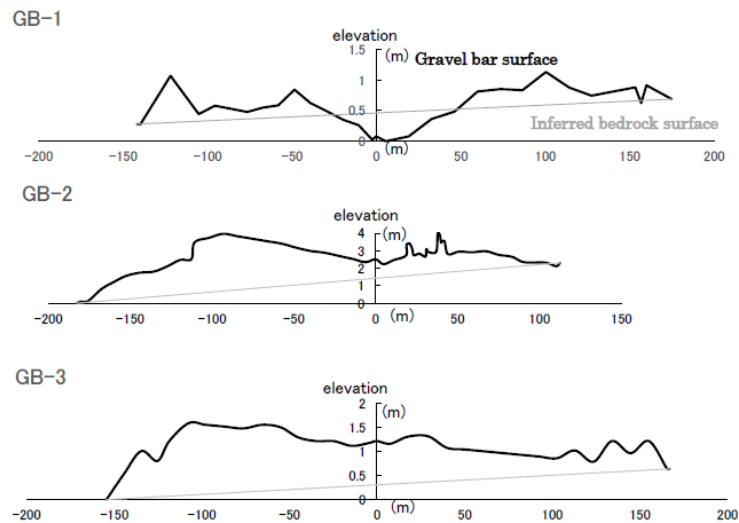 GB-1
elevation
1.5
(m) Gravel bar surface
1
0.5
Inferred bedrock surface
0
(m)
-200 -150 -100 -50 0 50 100 150 200
GB-2
elevation
4
(m)
3
2
1
0
-200 -150 -100 -50 0 (m) 50 100 150
GB-3
elevation
2
(m)
1.5
1
0.5
0
-200 -150 -100 -50 0 (m) 50 100 150 200